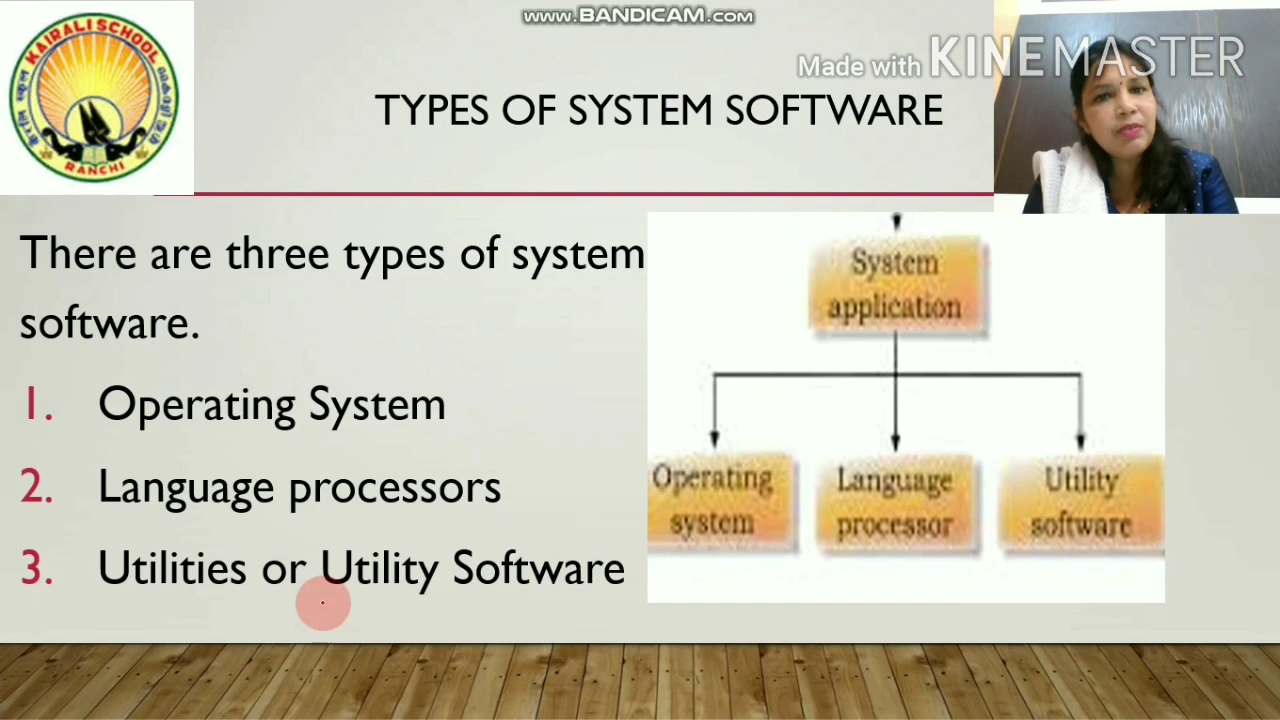 www.BANDICAM.com
Made with KINEMASTER
KAIRALI SCHOOL
RANCHI
TYPES OF SYSTEM SOFTWARE
There are three types of system
software.
1. Operating System
2. Language processors
3. Utilities or Utility Software
System
application
Operating
system
Language
processor
Utility
software